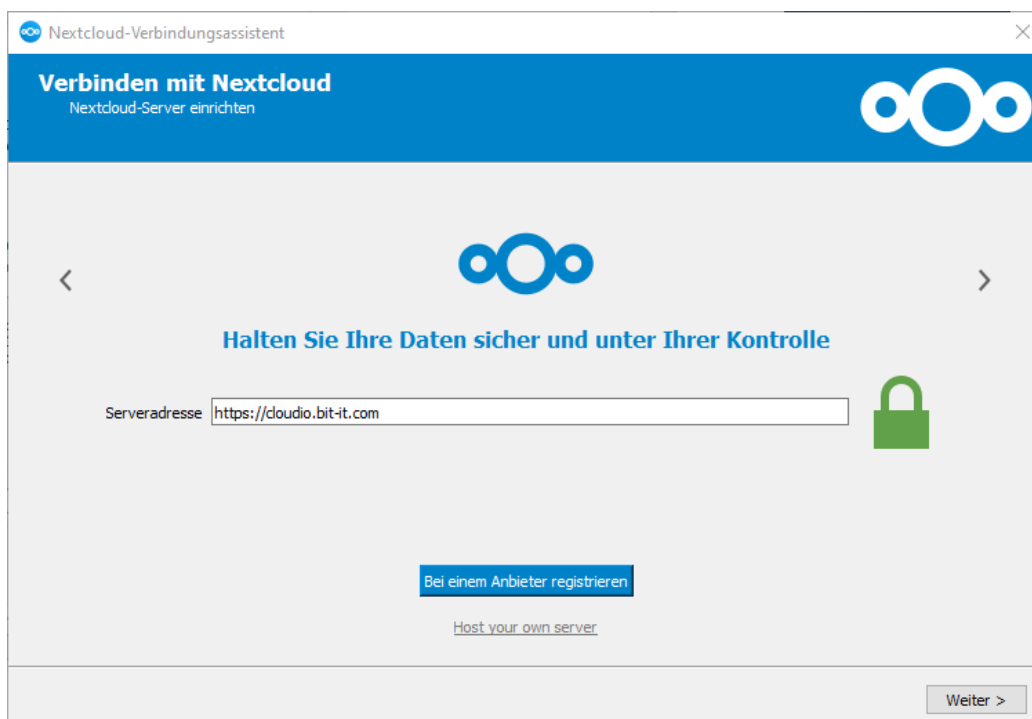 Nextcloud-Verbindungsassistent
Verbinden mit Nextcloud
Nextcloud-Server einrichten
Halten Sie Ihre Daten sicher und unter Ihrer Kontrolle
Serveradresse https://cloudio.bit-it.com
Bei einem Anbieter registrieren
Host your own server
Weiter >